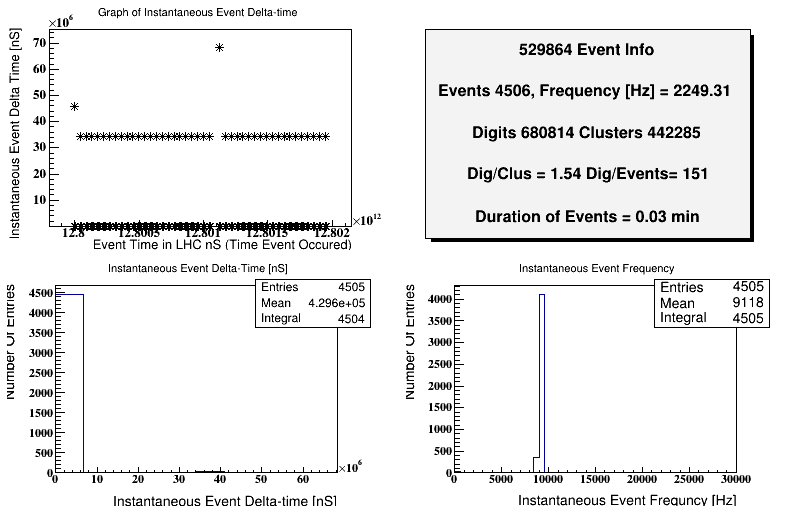 Graph of Instantaneous Event Delta-time
×10⁶
Instantaneous Event Delta Time [nS]
70
60
50
40
30
20
10
12.8
12.8005
12.801
12.8015
12.802
×10¹²
Event Time in LHC nS (Time Event Occured)
529864 Event Info
Events 4506, Frequency [Hz] = 2249.31
Digits 680814 Clusters 442285
Dig/Clus = 1.54 Dig/Events= 151
Duration of Events = 0.03 min
Instantaneous Event Delta-Time [nS]
Entries 4505
Mean 4.296e+05
Integral 4504
Number Of Entries
4500
4000
3500
3000
2500
2000
1500
1000
500
0
0
10
20
30
40
50
60
×10⁶
Instantaneous Event Delta-time [nS]
Instantaneous Event Frequency
Entries 4505
Mean 9118
Integral 4505
Number Of Entries
4000
3500
3000
2500
2000
1500
1000
500
0
0
5000
10000
15000
20000
25000
30000
Instantaneous Event Frequncy [Hz]